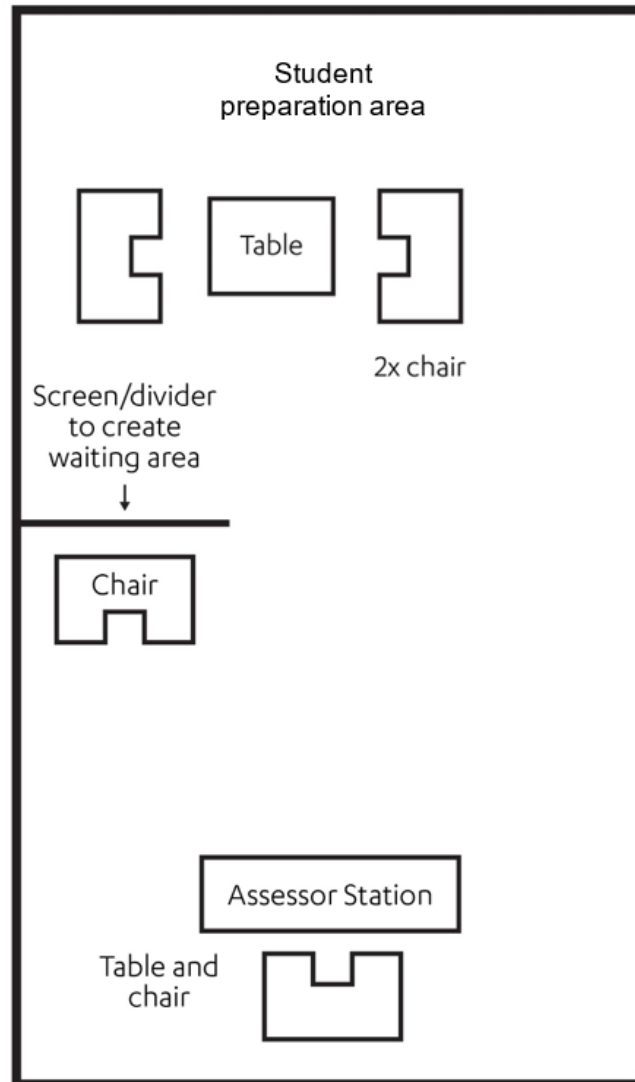 Student
preparation area
Table
2x chair
Screen/divider
to create
waiting area
Chair
Assessor Station
Table and
chair